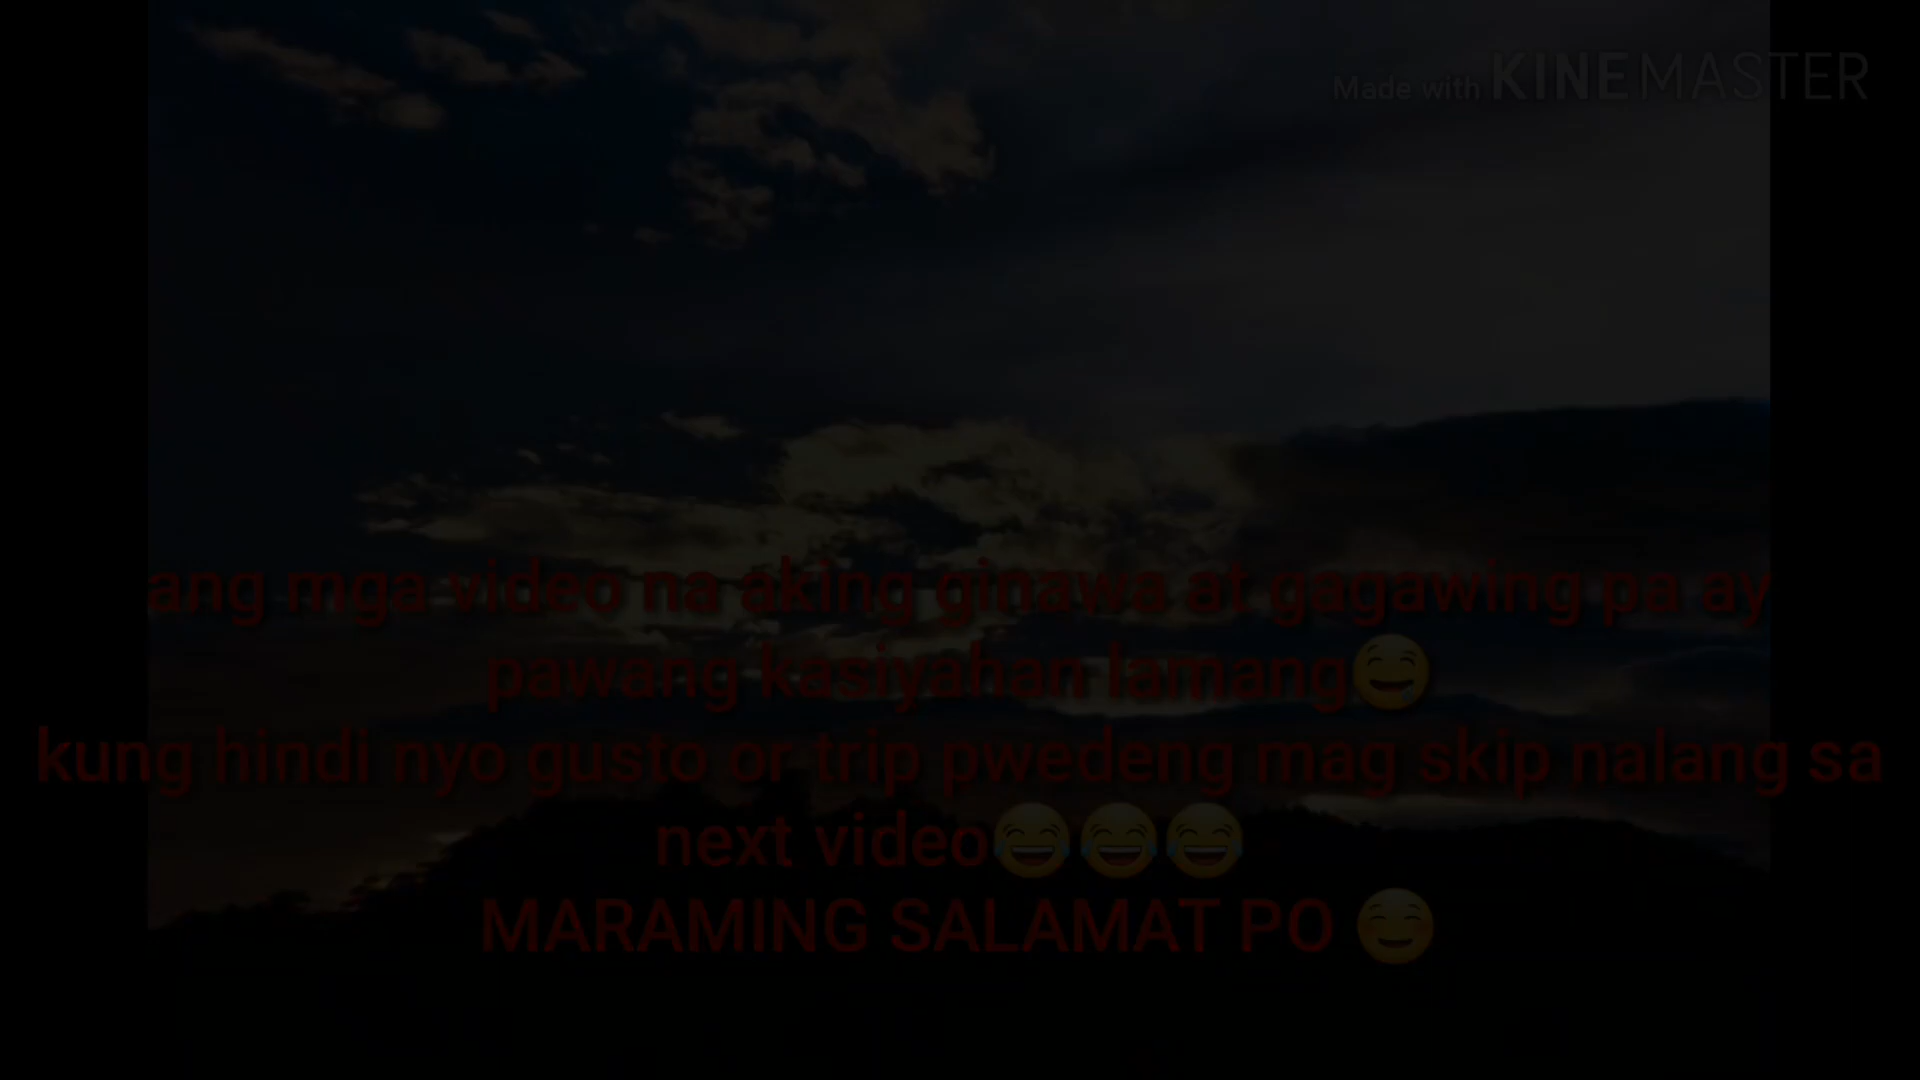 Made with KINEMASTER
ang mga video na aking ginawa at gagawing pa ay
pawang kasiyahan lamang🤤
kung hindi nyo gusto or trip pwedeng mag skip nalang sa
next video😂😂😂
MARAMING SALAMAT PO 😊